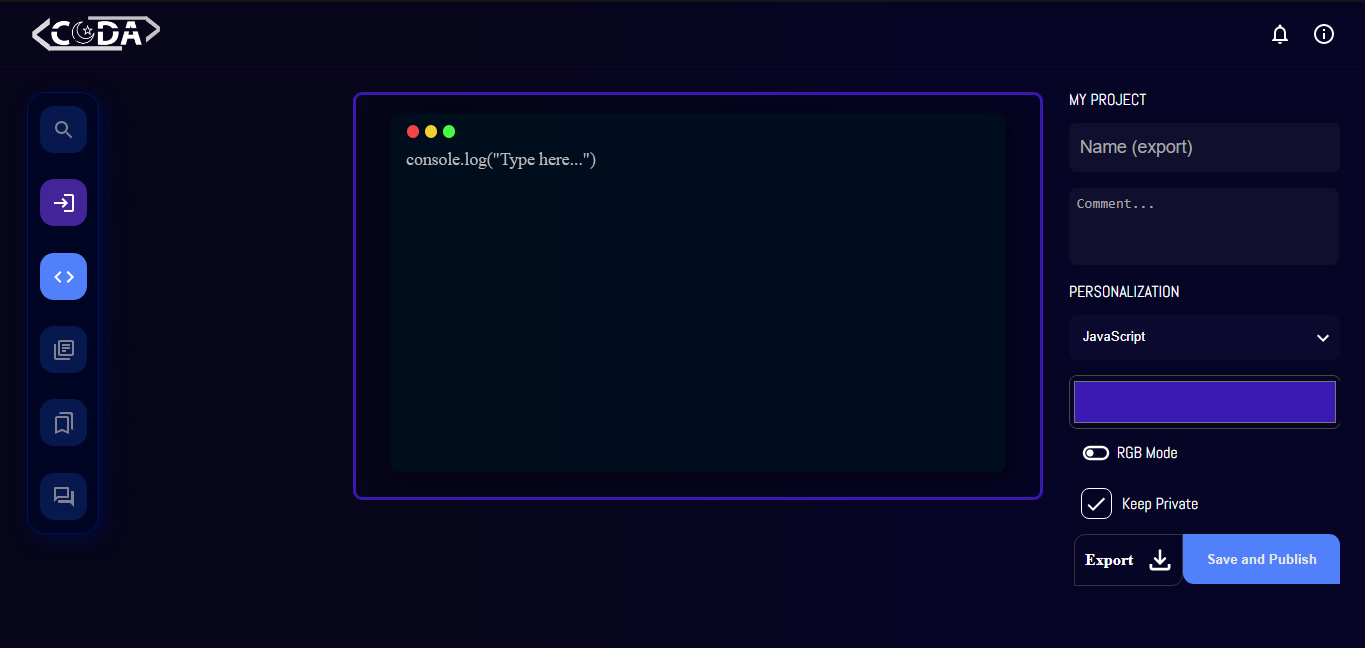 CODA
console.log("Type here...")
MY PROJECT
Name (export)
Comment...
PERSONALIZATION
JavaScript
RGB Mode
Keep Private
Export
Save and Publish